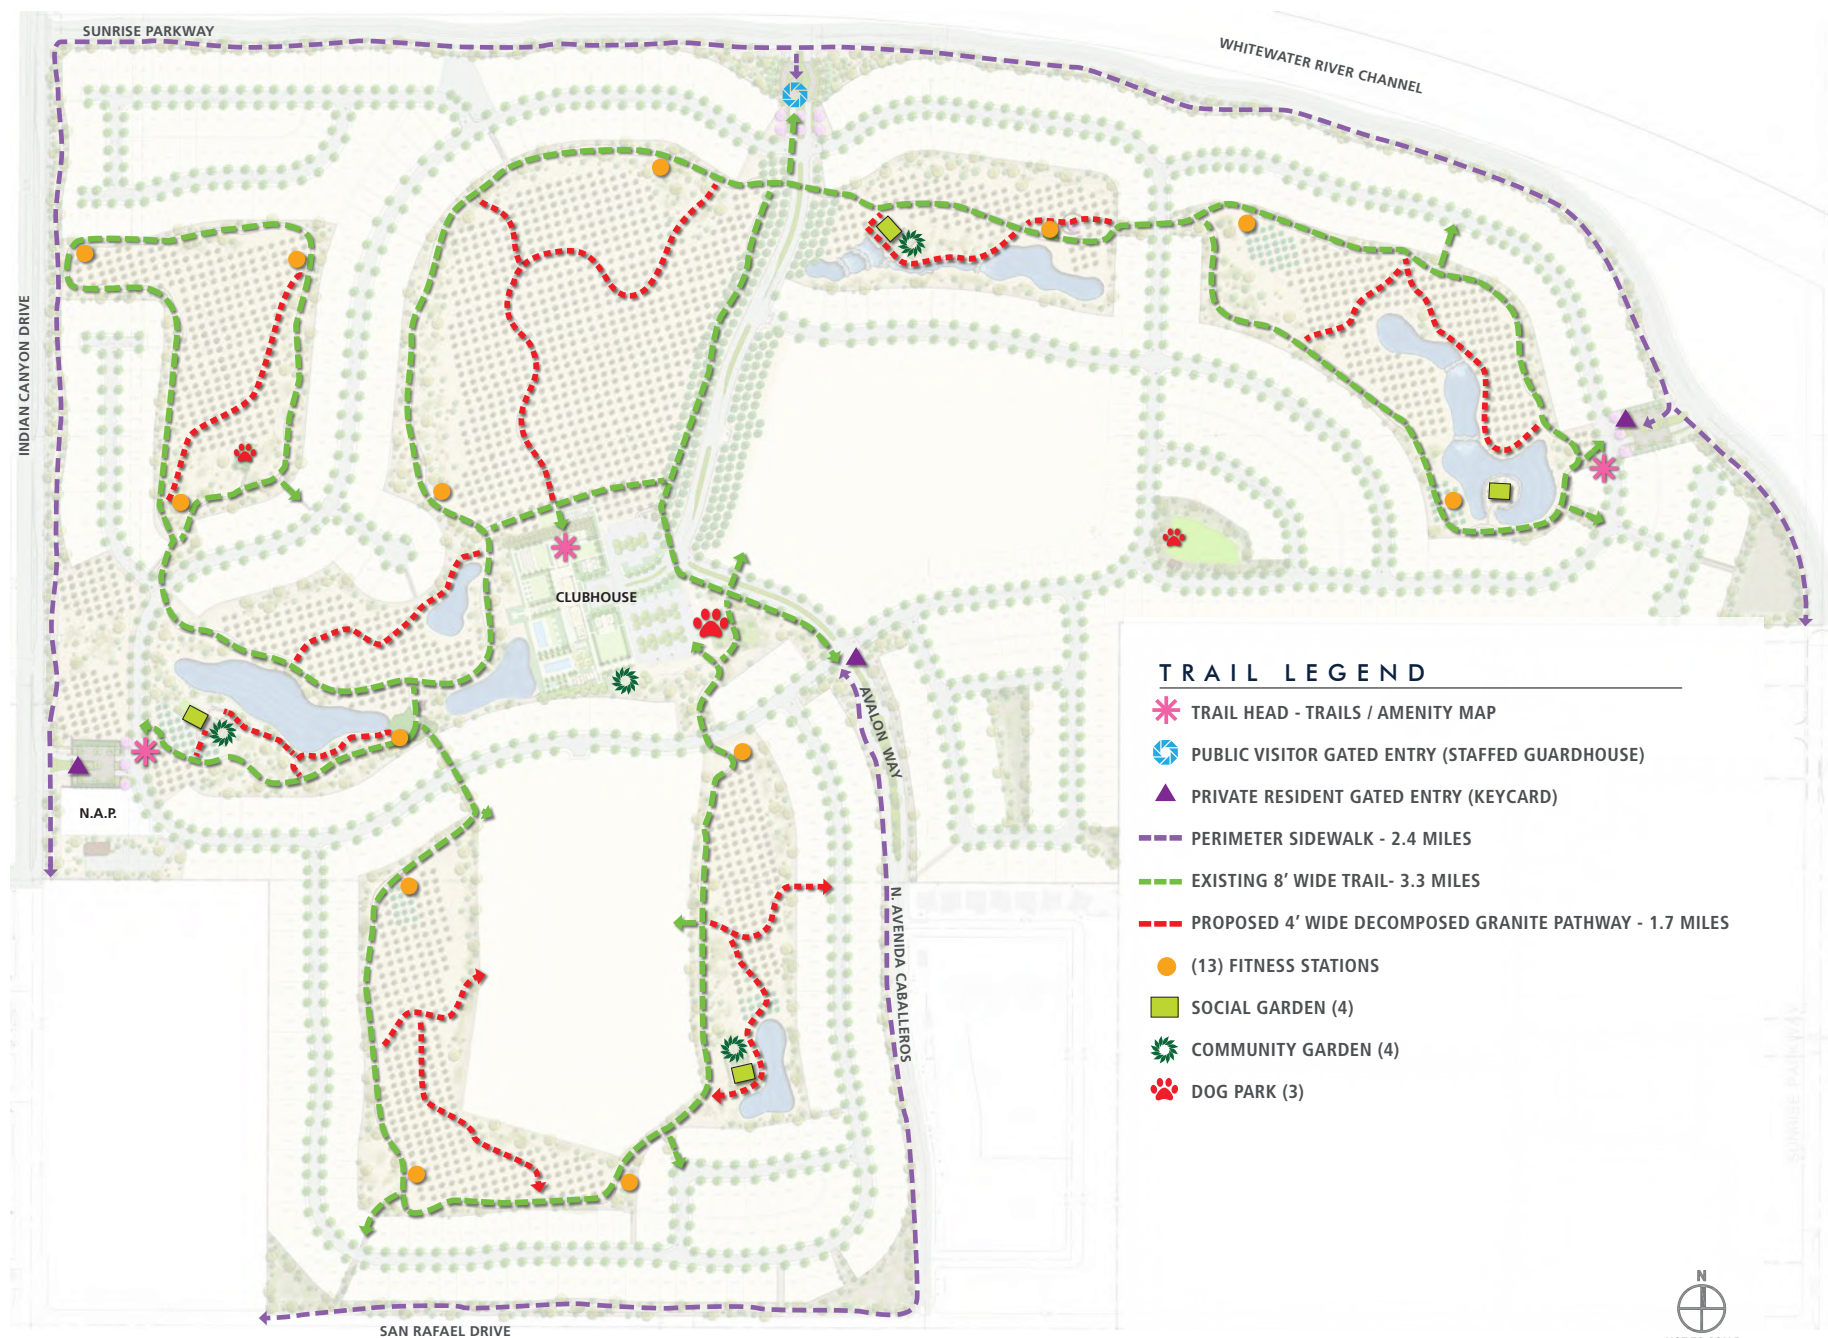 SUNRISE PARKWAY
WHITEWATER RIVER CHANNEL
INDIAN CANYON DRIVE
CLUBHOUSE
AVALON WAY
N.A.P.
N. AVENIDA CABALLEROS
SAN RAFAEL DRIVE
TRAIL LEGEND
TRAIL HEAD - TRAILS / AMENITY MAP
PUBLIC VISITOR GATED ENTRY (STAFFED GUARDHOUSE)
PRIVATE RESIDENT GATED ENTRY (KEYCARD)
PERIMETER SIDEWALK - 2.4 MILES
EXISTING 8’ WIDE TRAIL- 3.3 MILES
PROPOSED 4’ WIDE DECOMPOSED GRANITE PATHWAY - 1.7 MILES
(13) FITNESS STATIONS
SOCIAL GARDEN (4)
COMMUNITY GARDEN (4)
DOG PARK (3)
SUNRISE PARKWAY
N